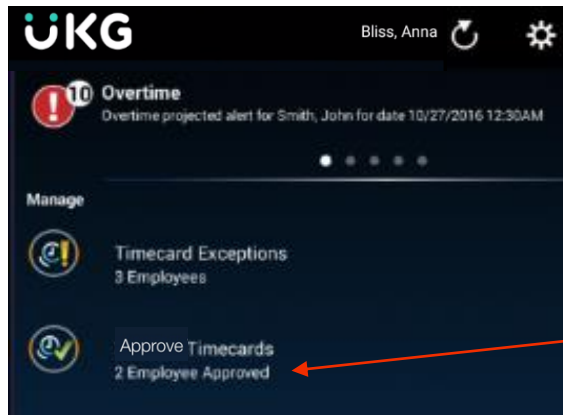 ÜKG
Bliss, Anna
10
Overtime
Overtime projected alert for Smith, John for date 10/27/2016 12:30AM
Manage
Timecard Exceptions
3 Employees
Approve Timecards
2 Employee Approved